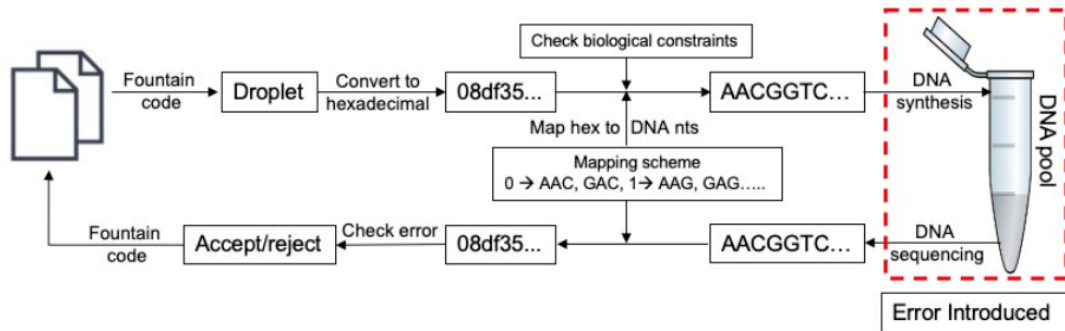 Check biological constraints
Fountain
code
Droplet
Convert to
hexadecimal
08df35...
AACGGTC...
DNA
synthesis
DNA pool
Map hex to DNA nts
Mapping scheme
0 → AAC, GAC, 1→ AAG, GAG.....
Fountain
code
Accept/reject
Check error
08df35...
AACGGTC...
DNA
sequencing
Error Introduced